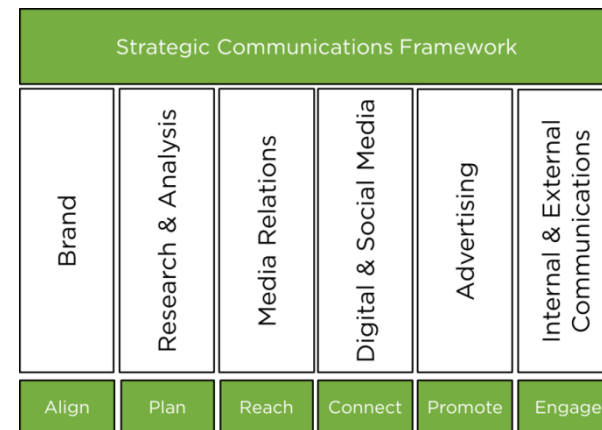 Strategic Communications Framework
Brand
Research & Analysis
Media Relations
Digital & Social Media
Advertising
Internal & External
Communications
Align
Plan
Reach
Connect
Promote
Engage